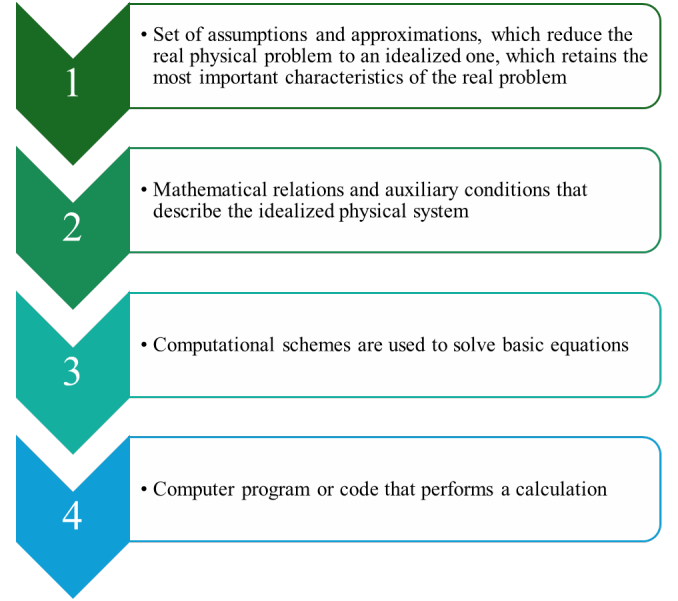 1
• Set of assumptions and approximations, which reduce the
real physical problem to an idealized one, which retains the
most important characteristics of the real problem
2
• Mathematical relations and auxiliary conditions that
describe the idealized physical system
3
• Computational schemes are used to solve basic equations
4
• Computer program or code that performs a calculation